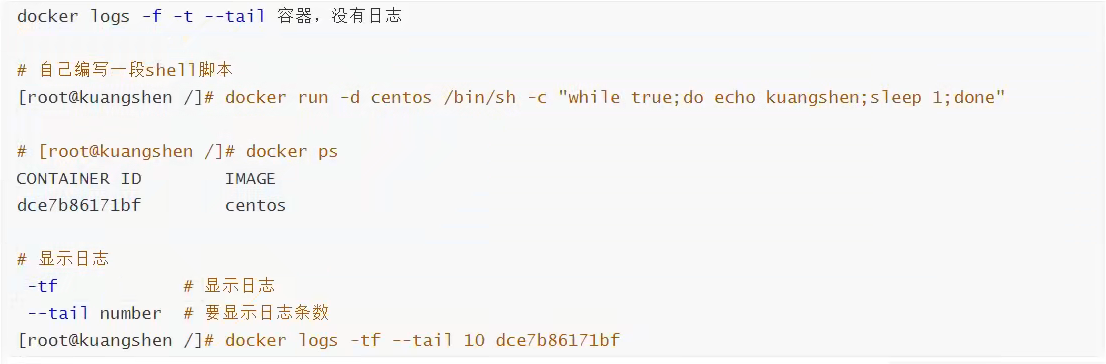 docker logs -f -t --tail 容器，没有日志
# 自己编写一段shell脚本
[root@kuangshen /]# docker run -d centos /bin/sh -c "while true;do echo kuangshen;sleep 1;done"
# [root@kuangshen /]# docker ps
CONTAINER ID IMAGE
dce7b86171bf centos
# 显示日志
-tf # 显示日志
--tail number # 要显示日志条数
[root@kuangshen /]# docker logs -tf --tail 10 dce7b86171bf